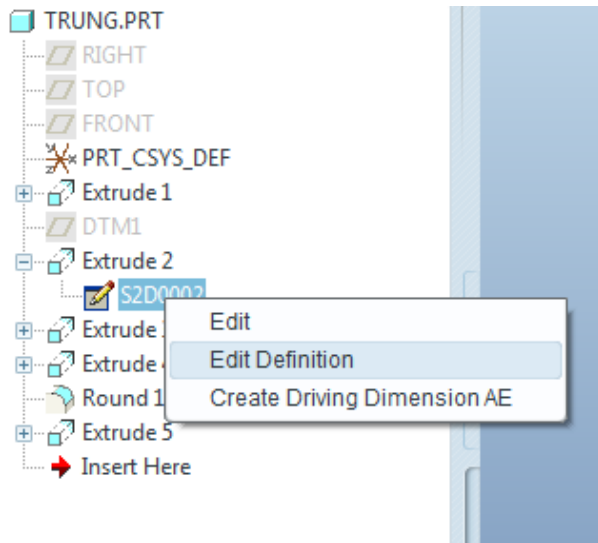 TRUNG.PRT
RIGHT
TOP
FRONT
PRT_CSYS_DEF
Extrude 1
DTM1
Extrude 2
S2D0002
Edit
Extrude
Edit Definition
Extrude
Create Driving Dimension AE
Round 1
Extrude 5
Insert Here